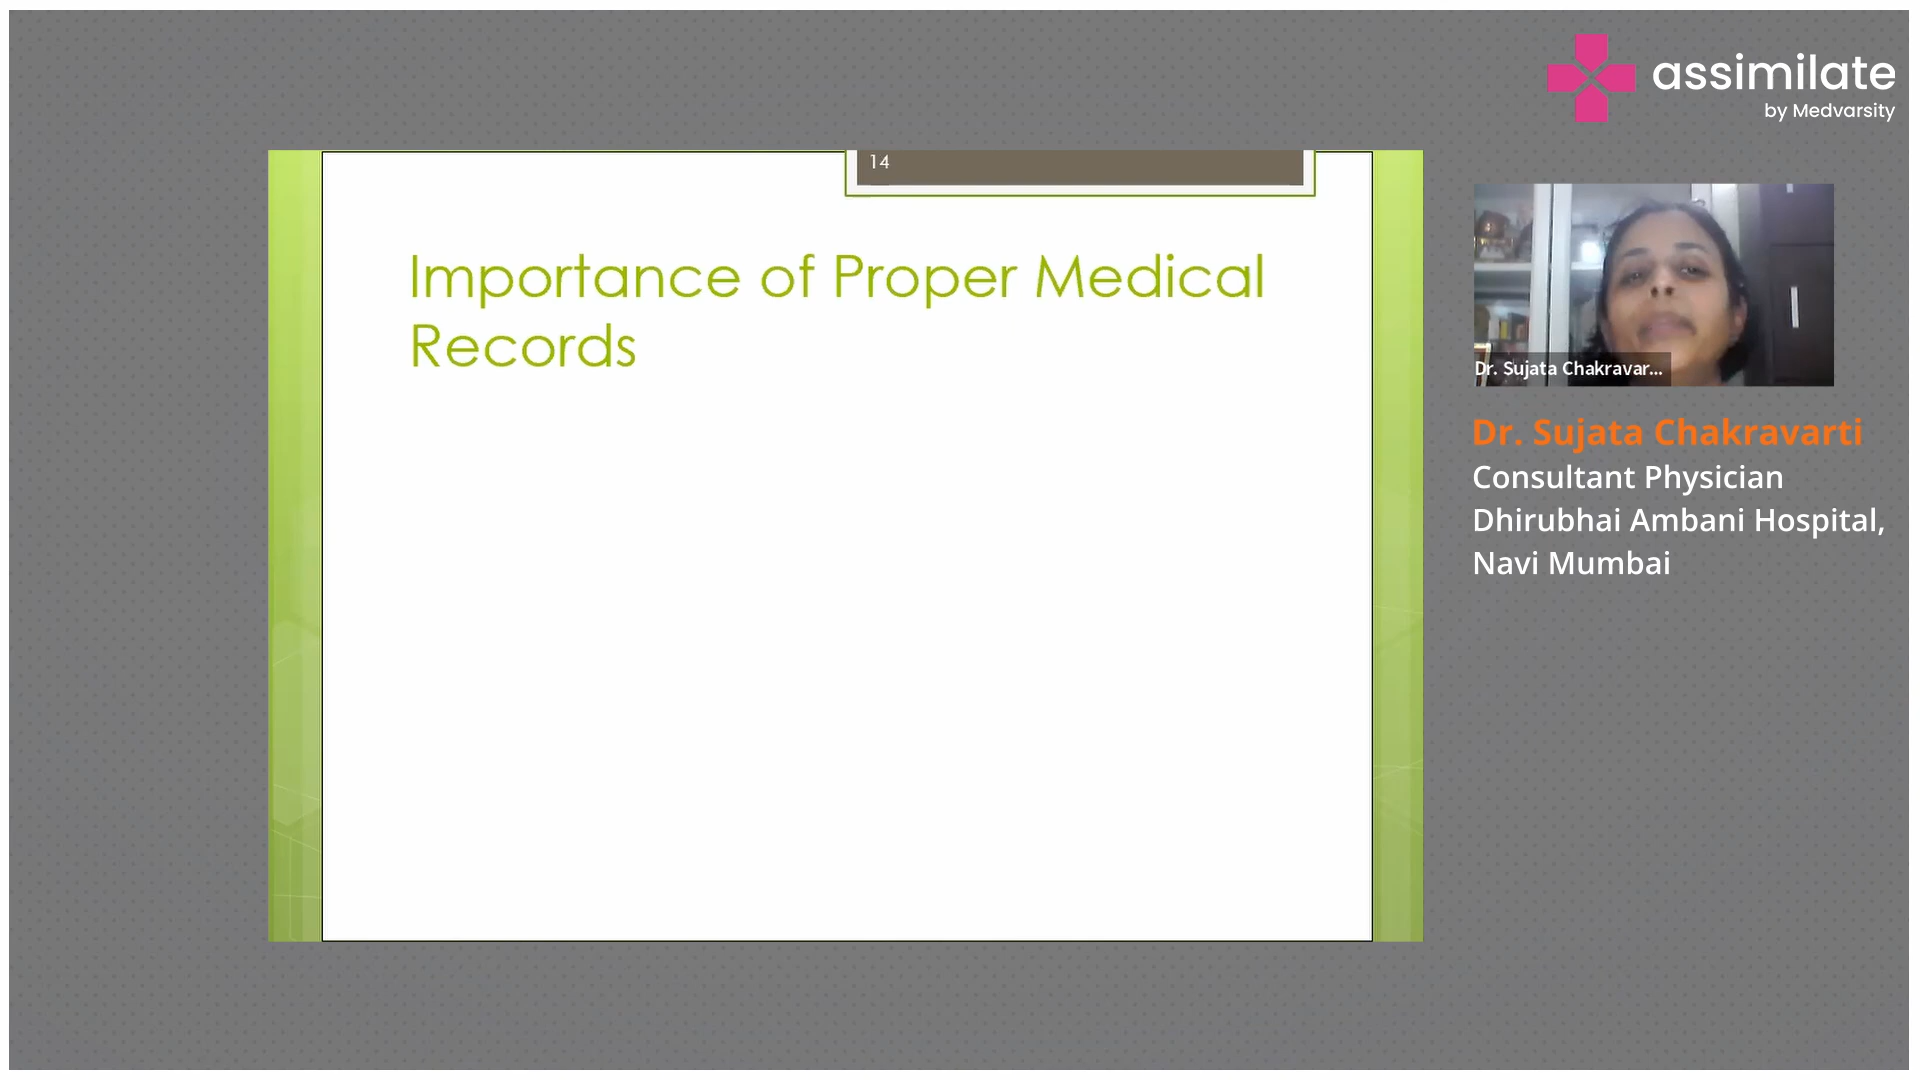 assimilate
by Medvarsity
14
Importance of Proper Medical
Records
Dr. Sujata Chakravar...
Dr. Sujata Chakravarti
Consultant Physician
Dhirubhai Ambani Hospital,
Navi Mumbai